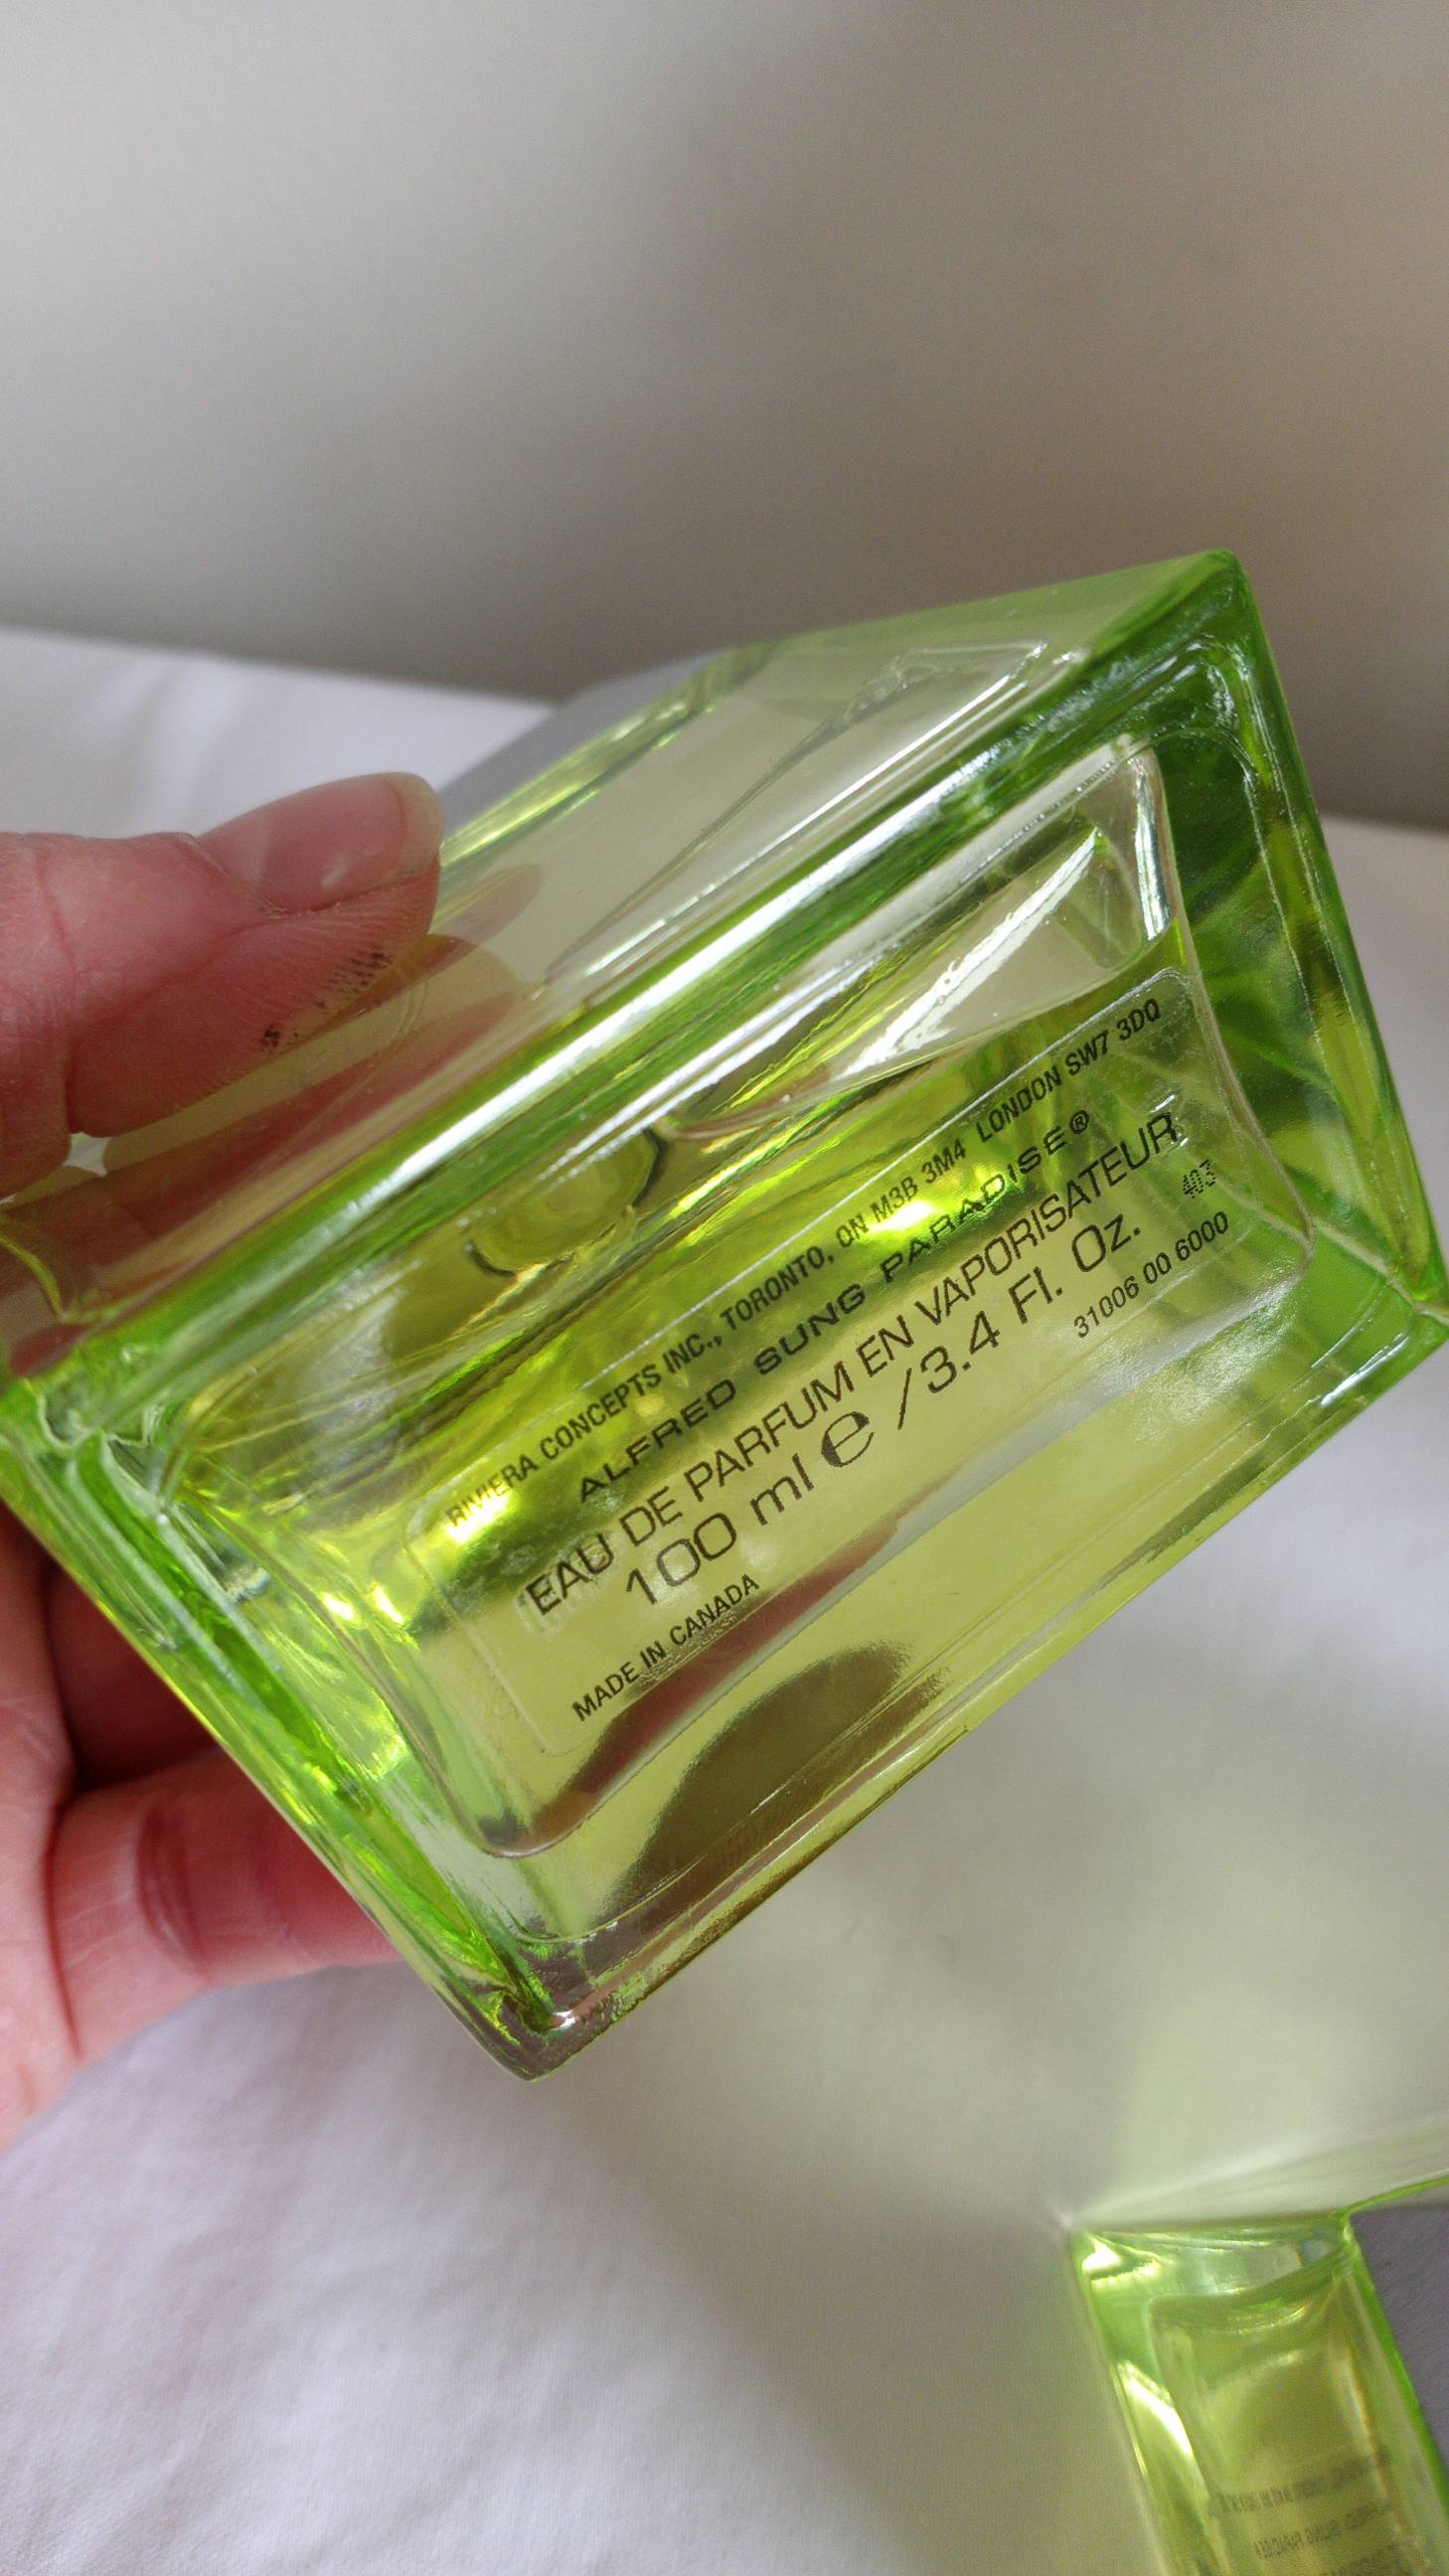 RIVIERA CONCEPTS INC., TORONTO, ON M3B 3M4 LONDON SW7 3DQ
ALFRED SUNG PARADISE®
EAU DE PARFUM EN VAPORISATEUR
403
100 ml ℮ /3.4 Fl. Oz.
MADE IN CANADA 31006 00 6000